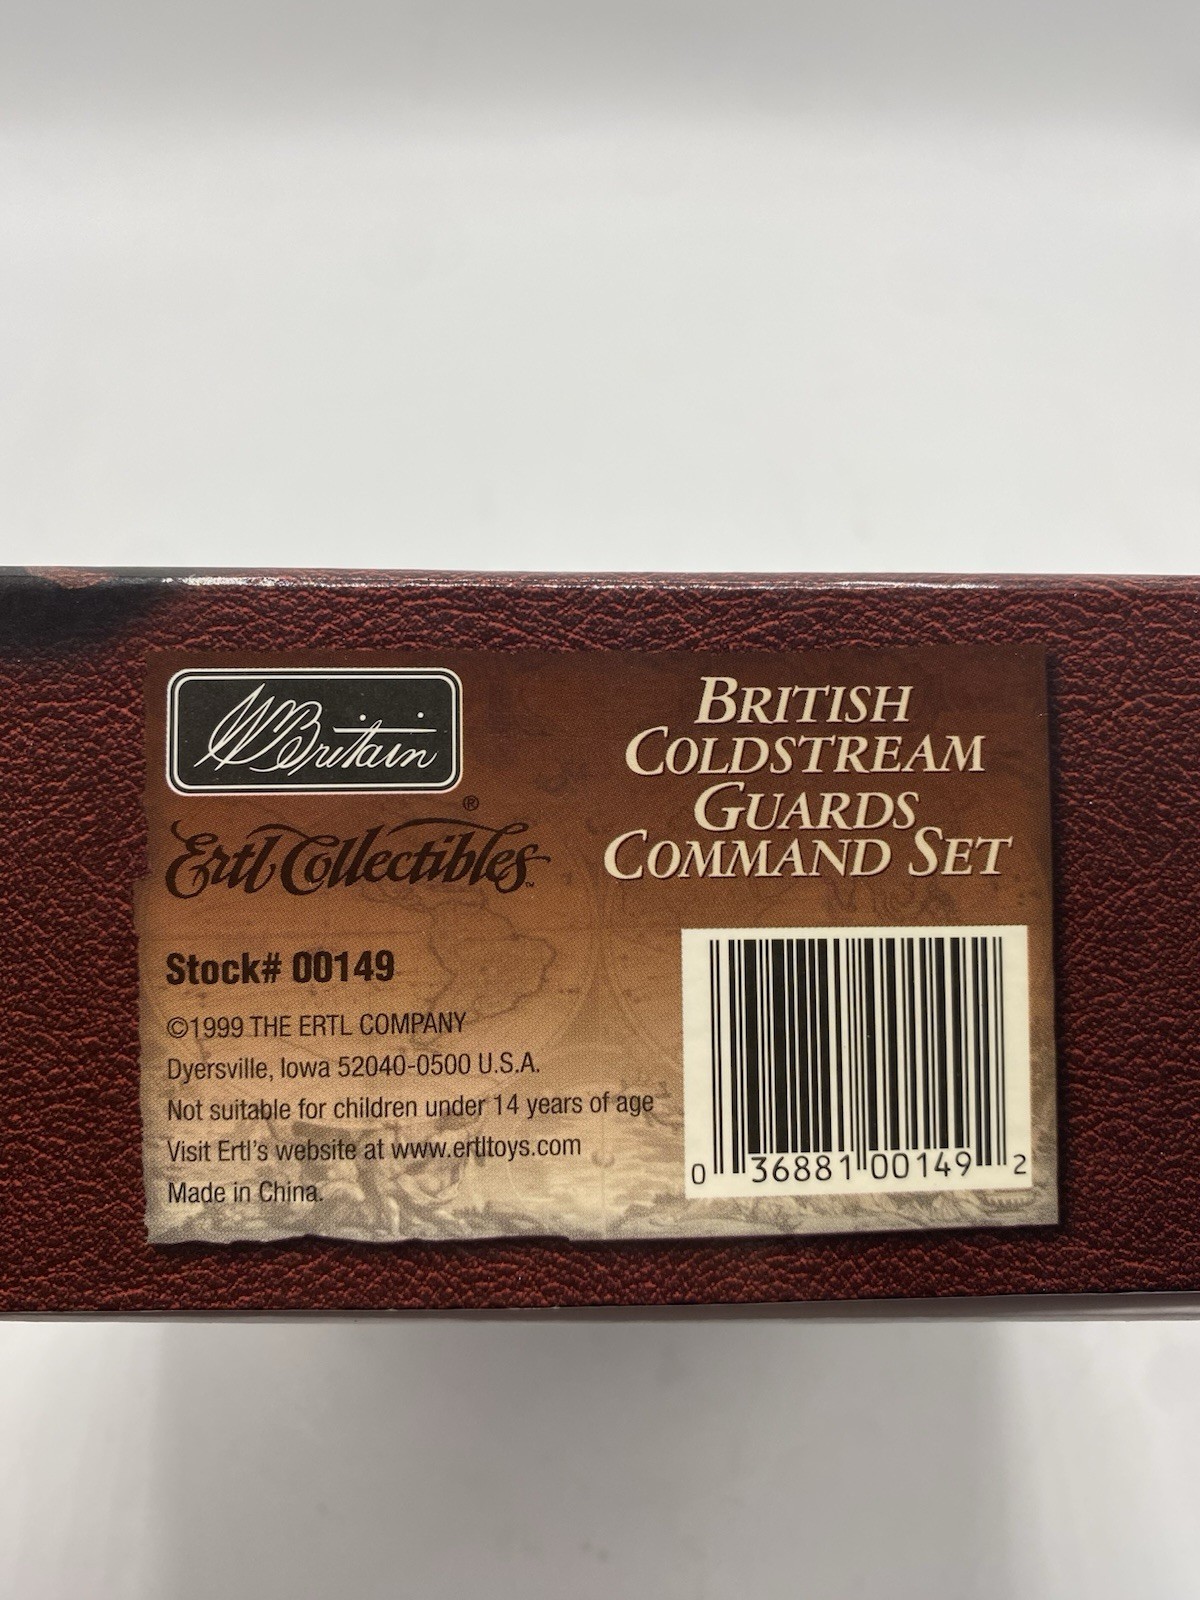 W Britain
®
Ertl Collectibles™
Stock# 00149
©1999 THE ERTL COMPANY
Dyersville, Iowa 52040-0500 U.S.A.
Not suitable for children under 14 years of age
Visit Ertl's website at www.ertltoys.com
Made in China.
BRITISH
COLDSTREAM
GUARDS
COMMAND SET
0 36881 00149 2